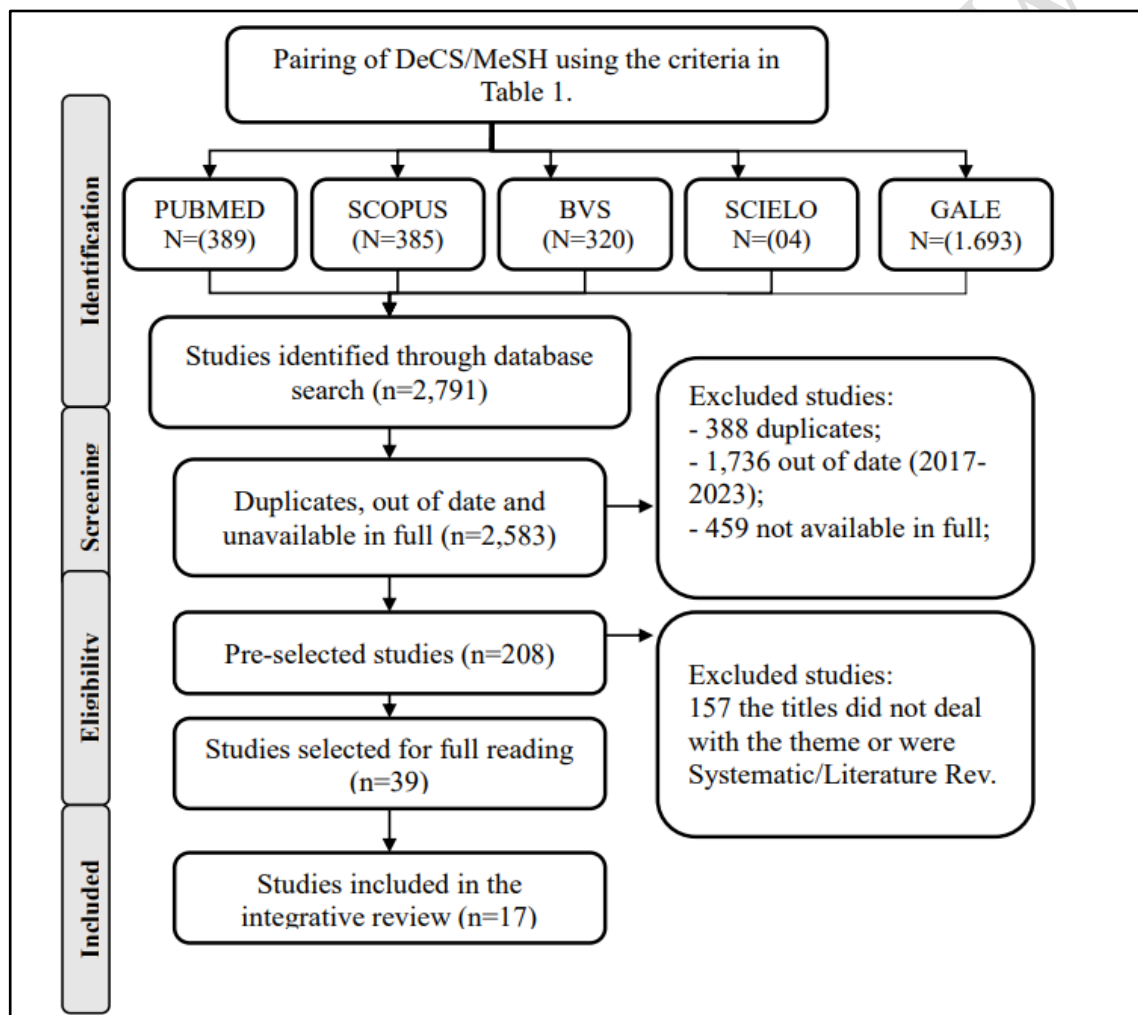 Pairing of DeCS/MeSH using the criteria in
Table 1.
Identification
PUBMED
N=(389)
SCOPUS
(N=385)
BVS
(N=320)
SCIELO
N=(04)
GALE
N=(1.693)
Studies identified through database
search (n=2,791)
Screening
Duplicates, out of date and
unavailable in full (n=2,583)
Excluded studies:
- 388 duplicates;
- 1,736 out of date (2017-
2023);
- 459 not available in full;
Eligibility
Pre-selected studies (n=208)
Excluded studies:
157 the titles did not deal
with the theme or were
Systematic/Literature Rev.
Studies selected for full reading
(n=39)
Included
Studies included in the
integrative review (n=17)